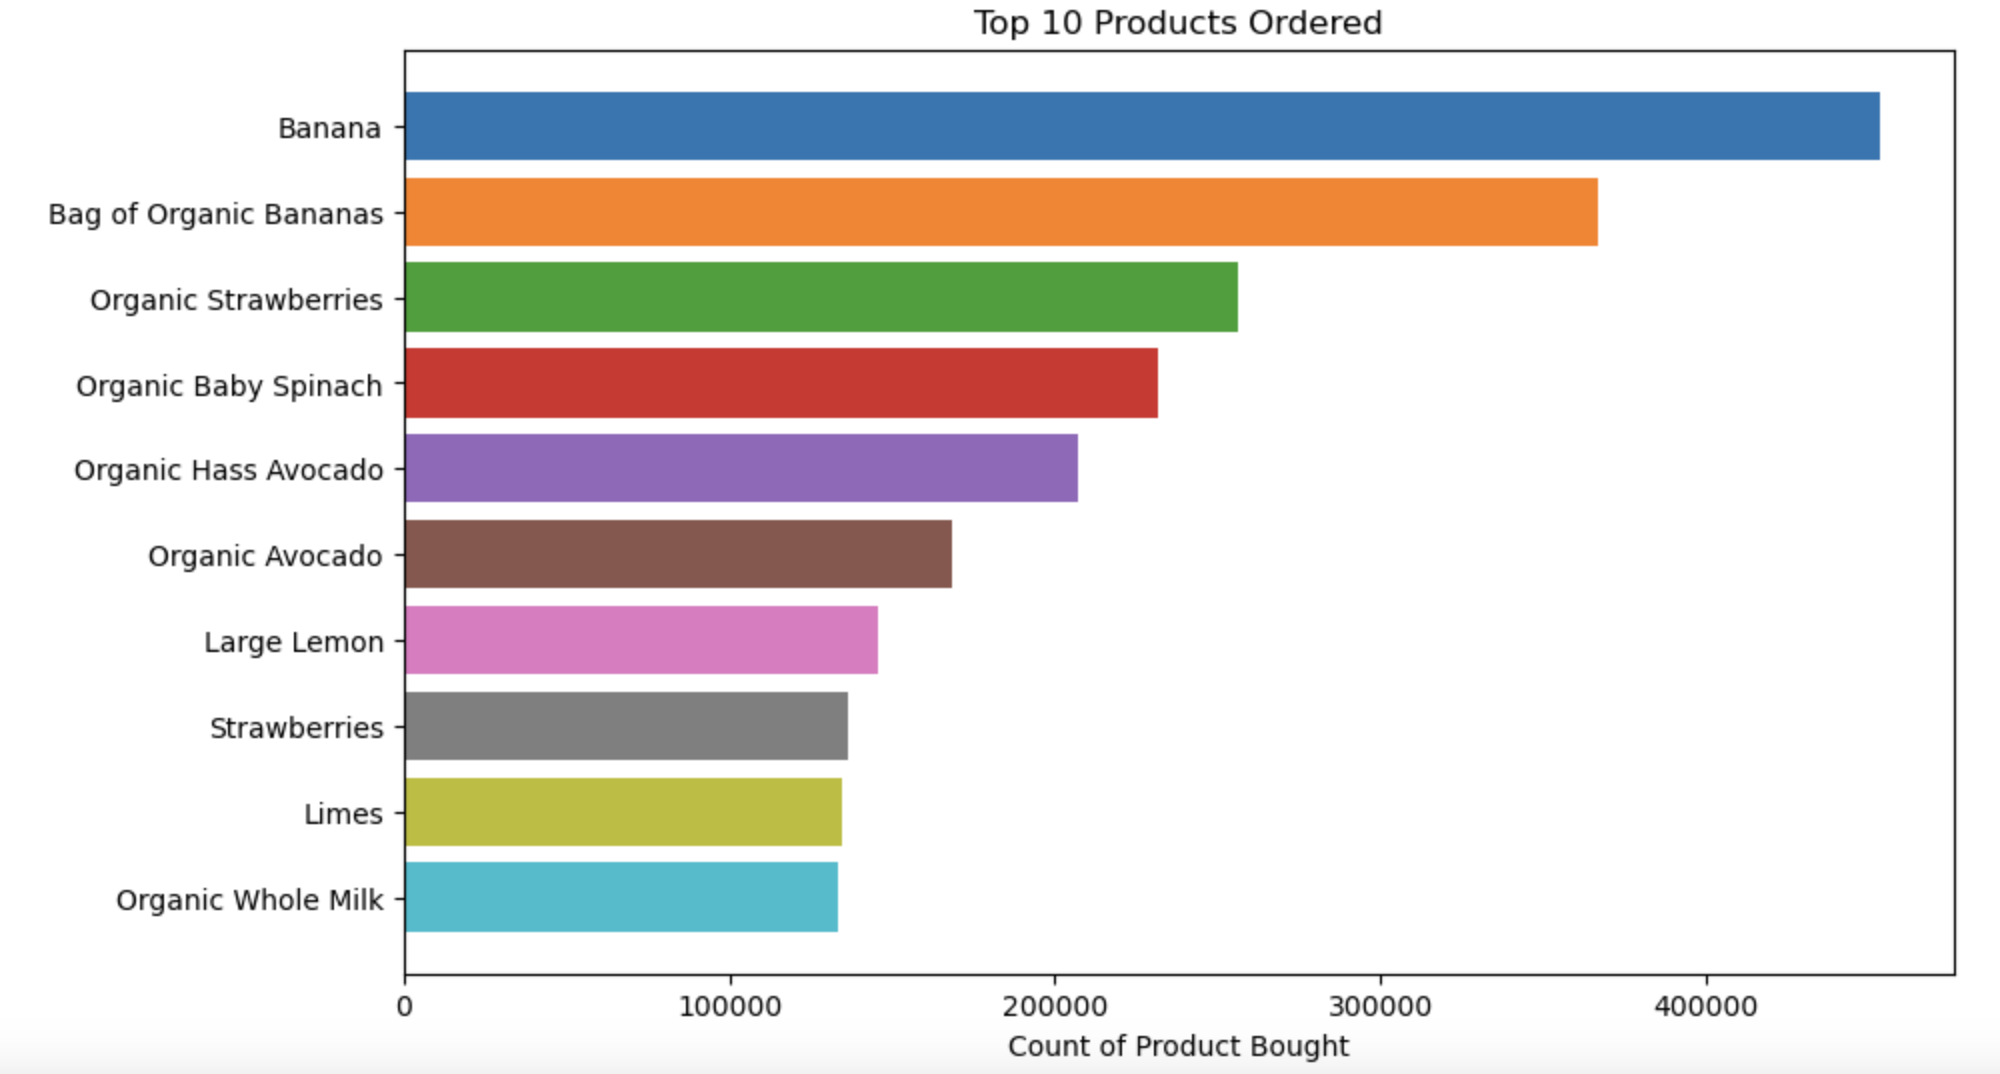 Top 10 Products Ordered
Banana
Bag of Organic Bananas
Organic Strawberries
Organic Baby Spinach
Organic Hass Avocado
Organic Avocado
Large Lemon
Strawberries
Limes
Organic Whole Milk
0 100000 200000 300000 400000
Count of Product Bought